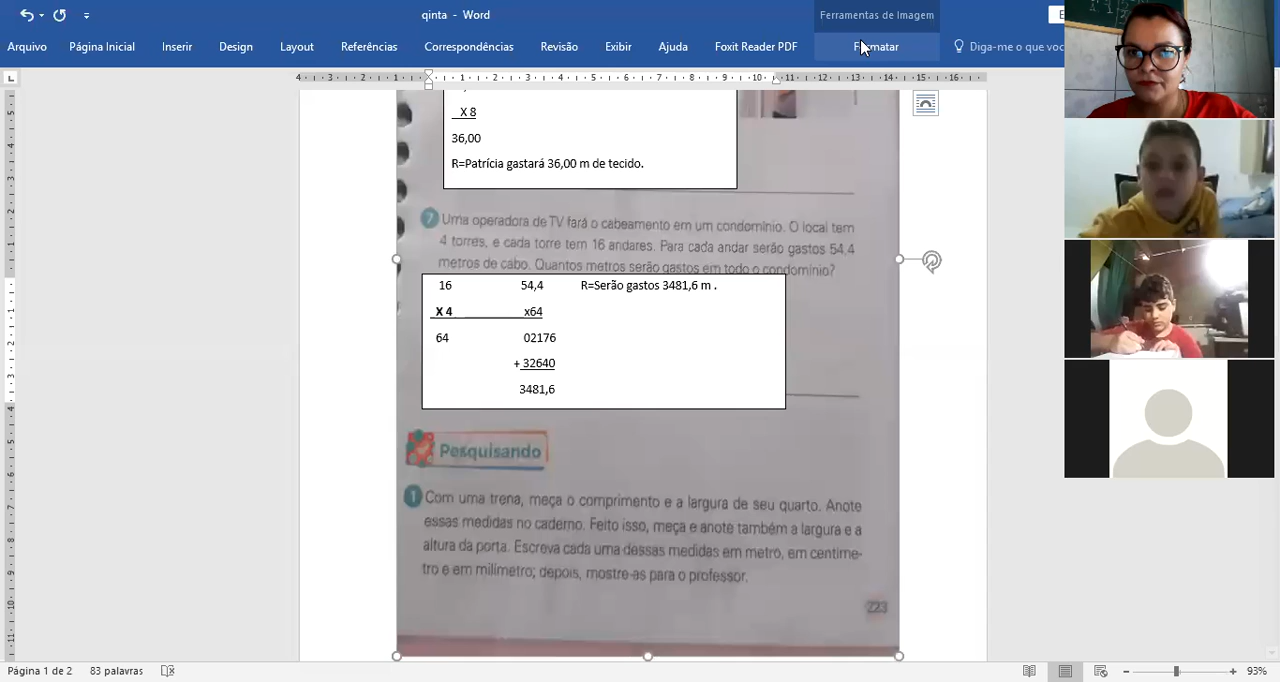 qinta - Word
Ferramentas de Imagem
Arquivo Página Inicial Inserir Design Layout Referências Correspondências Revisão Exibir Ajuda Foxit Reader PDF Formatar Diga-me o que voc
X 8
36,00
R=Patrícia gastará 36,00 m de tecido.
7 Uma operadora de TV fará o cabeamento em um condomínio. O local tem
4 torres, e cada torre tem 16 andares. Para cada andar serão gastos 54,4
metros de cabo. Quantos metros serão gastos em todo o condomínio?
16 54,4 R=Serão gastos 3481,6 m .
X 4 x64
64 02176
+ 32640
3481,6
Pesquisando
1 Com uma trena, meça o comprimento e a largura de seu quarto. Anote
essas medidas no caderno. Feito isso, meça e anote também a largura e a
altura da porta. Escreva cada uma dessas medidas em metro, em centíme-
tro e em milímetro; depois, mostre-as para o professor.
223
Página 1 de 2 83 palavras 93%